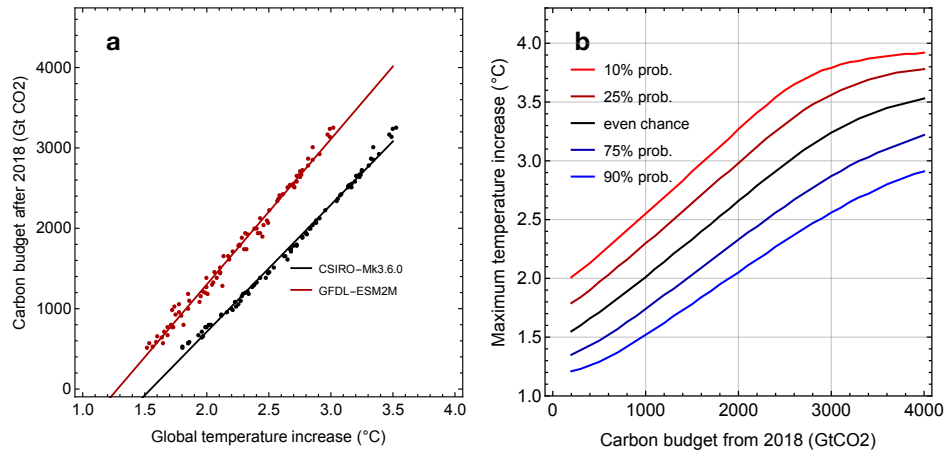 a
Carbon budget after 2018 (Gt CO2)
4000
3000
2000
1000
0
CSIRO−Mk3.6.0
GFDL−ESM2M
1.0 1.5 2.0 2.5 3.0 3.5 4.0
Global temperature increase (°C)
b
Maximum temperature increase (°C)
4.0
3.5
3.0
2.5
2.0
1.5
1.0
10% prob.
25% prob.
even chance
75% prob.
90% prob.
0 1000 2000 3000 4000
Carbon budget from 2018 (GtCO2)